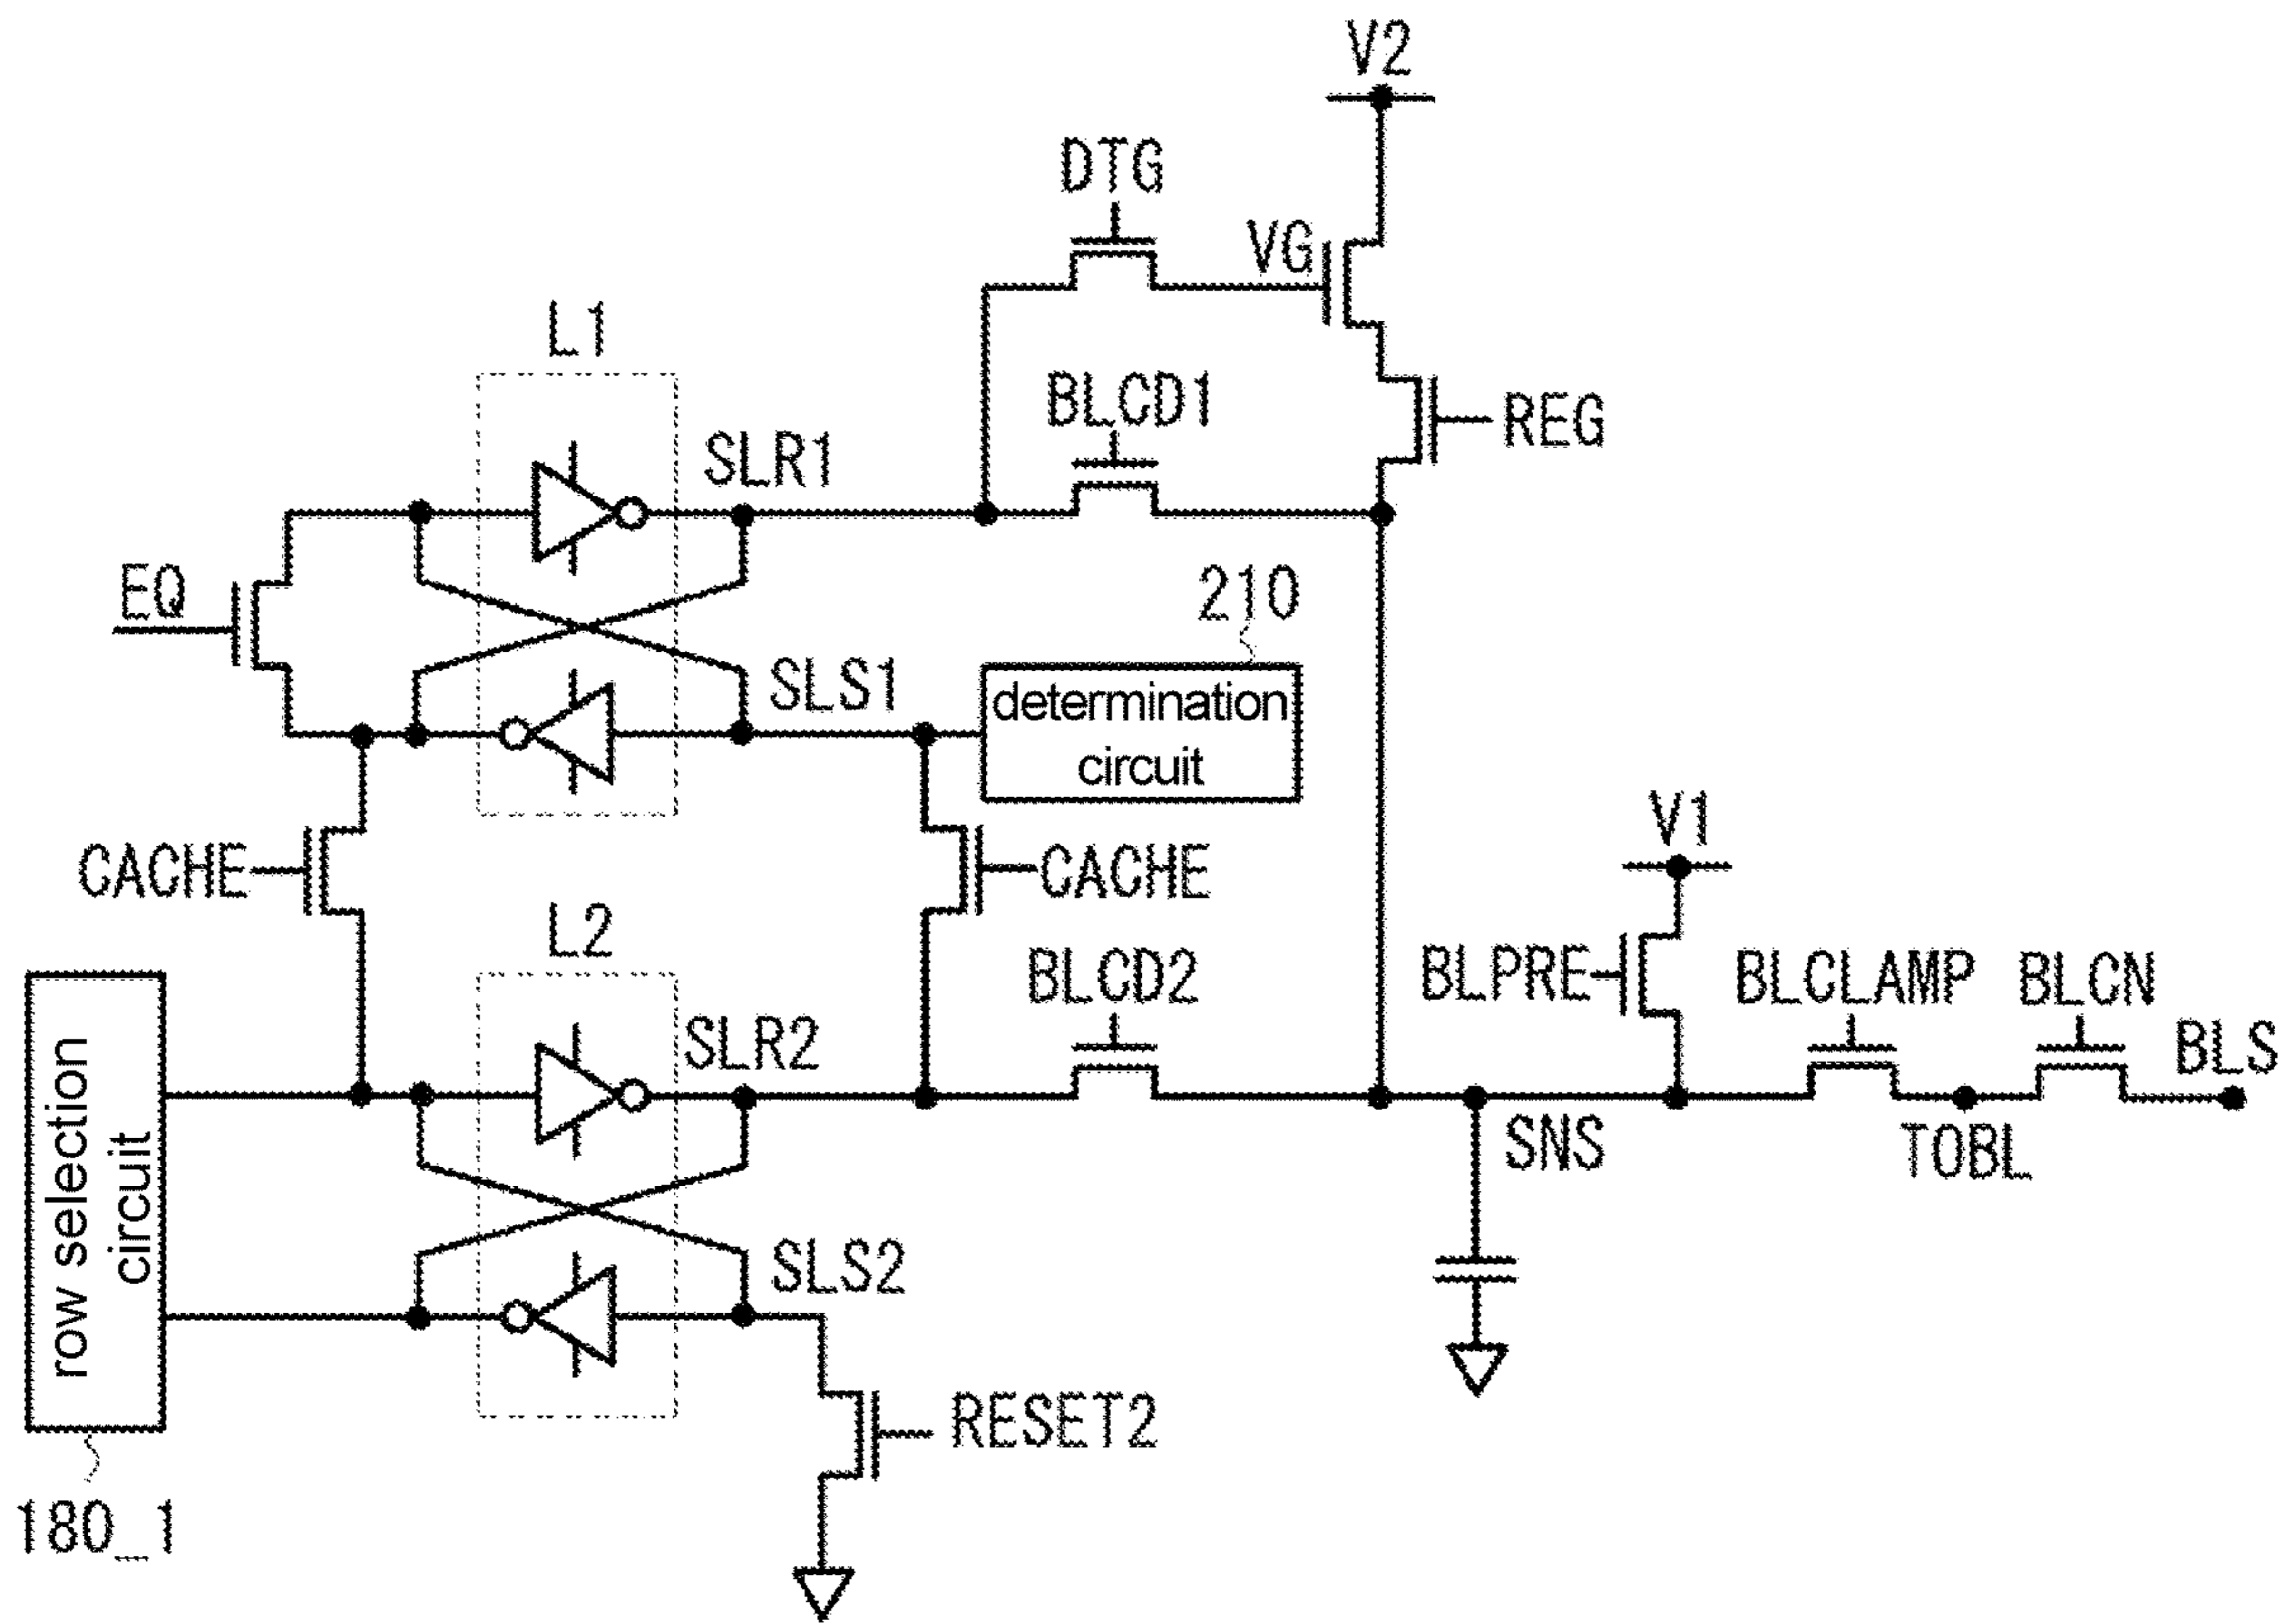 V2
DTG
VG
L1
BLCD1
SLR1
REG
EQ
210
SLS1
determination
circuit
V1
CACHE
CACHE
L2
BLCD2
BLPRE
BLCLAMP
BLCN
BLS
SLR2
row selection
circuit
SNS
TOBL
SLS2
RESET2
180_1